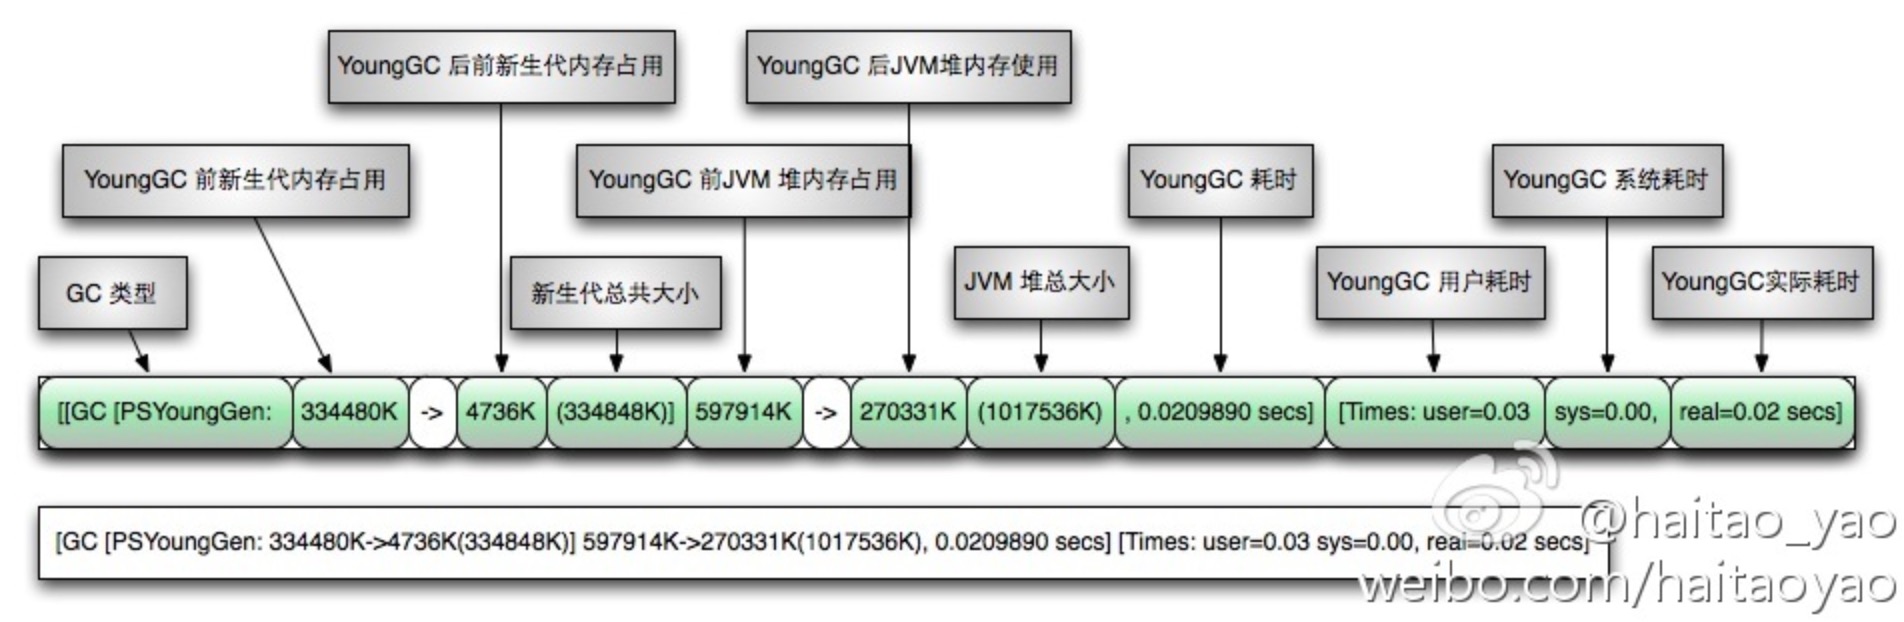 YoungGC 后前新生代内存占用
YoungGC 后JVM堆内存使用
YoungGC 前新生代内存占用
YoungGC 前JVM 堆内存占用
YoungGC 耗时
YoungGC 系统耗时
GC 类型
新生代总共大小
JVM 堆总大小
YoungGC 用户耗时
YoungGC实际耗时
[[GC [PSYoungGen: 334480K -> 4736K (334848K)] 597914K -> 270331K (1017536K) , 0.0209890 secs] [Times: user=0.03 sys=0.00, real=0.02 secs]
[GC [PSYoungGen: 334480K->4736K(334848K)] 597914K->270331K(1017536K), 0.0209890 secs] [Times: user=0.03 sys=0.00, real=0.02 secs]
@haitao_yao
weibo.com/haitaoyao